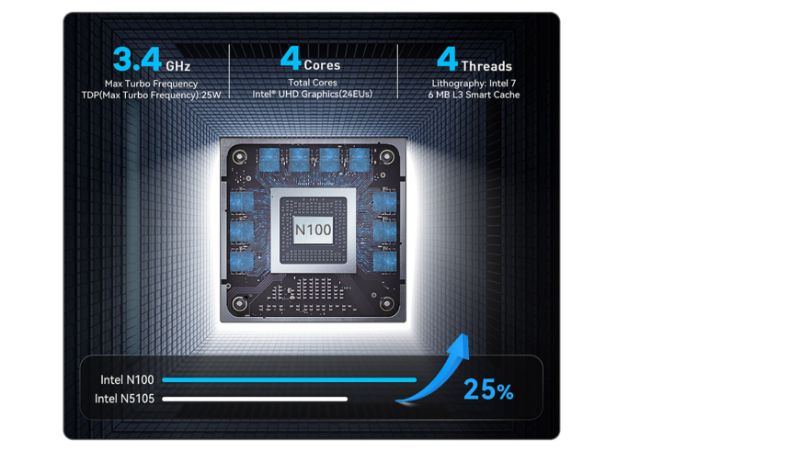 3.4 GHz
Max Turbo Frequency
TDP(Max Turbo Frequency):25W
4 Cores
Total Cores
Intel® UHD Graphics(24EUs)
4 Threads
Lithography: Intel 7
6 MB L3 Smart Cache
N100
Intel N100
Intel N5105
25%